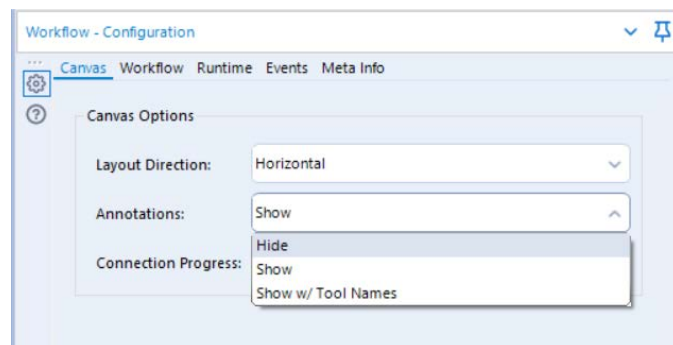 Workflow - Configuration
Canvas Workflow Runtime Events Meta Info
Canvas Options
Layout Direction: Horizontal
Annotations: Show
Hide
Connection Progress: Show
Show w/ Tool Names